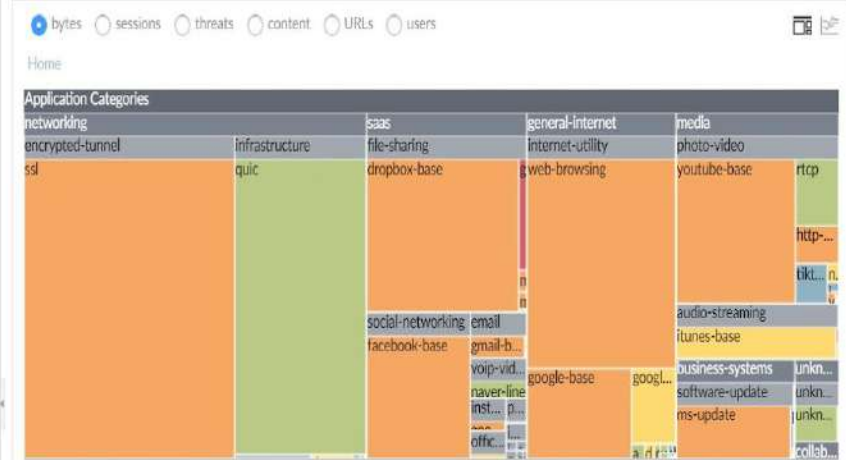 bytes sessions threats content URLs users
Home
Application Categories
networking saas general-internet media
encrypted-tunnel infrastructure file-sharing internet-utility photo-video
ssl quic dropbox-base g web-browsing youtube-base rtcp
http-...
tikt... n.
audio-streaming
social-networking email
itunes-base
facebook-base gmail-b...
voip-vid... business-systems unkn...
google-base googl...
naver-line software-update unkn...
inst... p... ms-update unkn...
offic...
collab...